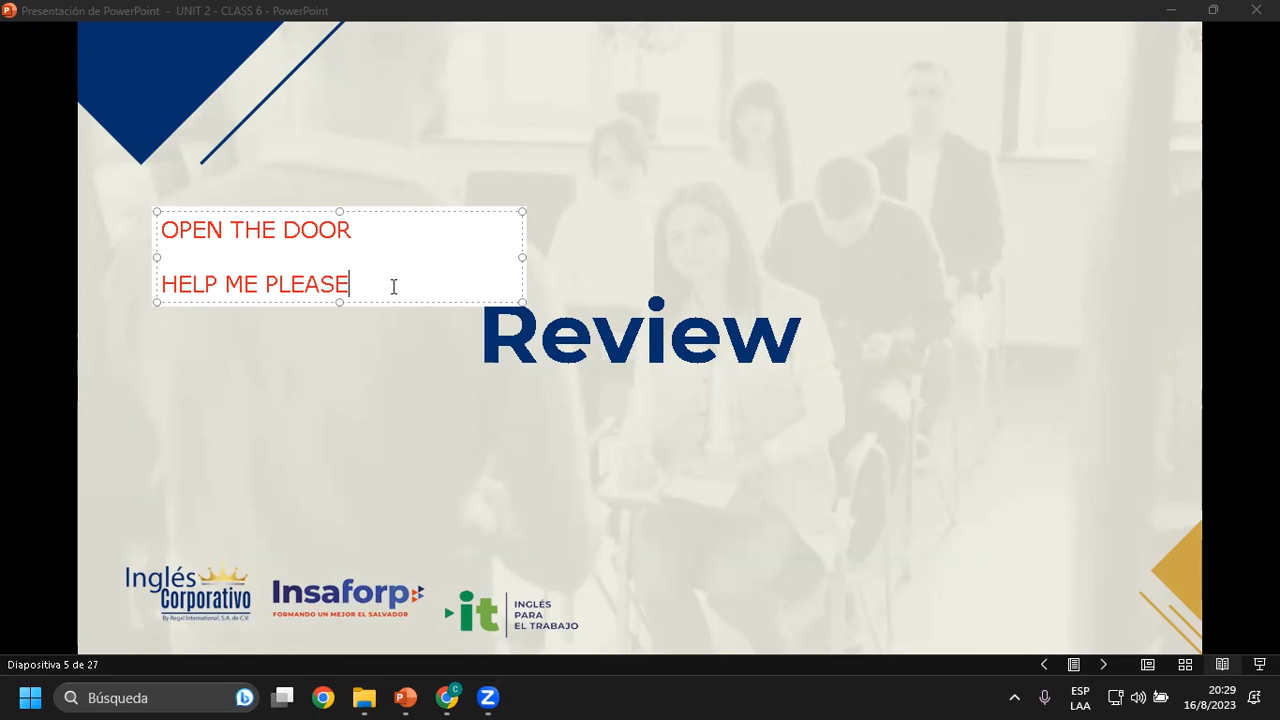 Presentación de PowerPoint - UNIT 2 - CLASS 6 - PowerPoint
OPEN THE DOOR
HELP ME PLEASE
Review
Inglés
Corporativo
By Regal International, S.A. de C.V.
Insaforp
FORMANDO UN MEJOR EL SALVADOR
it
INGLÉS
PARA
EL TRABAJO
Diapositiva 5 de 27
Búsqueda
ESP
LAA
20:29
16/8/2023